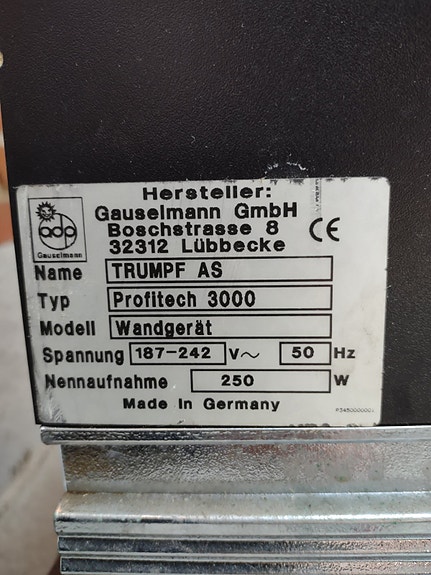 Hersteller:
Gauselmann GmbH
Boschstrasse 8
32312 Lübbecke
CE
adp
Gauselmann
Name TRUMPF AS
Typ Profitech 3000
Modell Wandgerät
Spannung 187-242 V~ 50 Hz
Nennaufnahme 250 W
Made in Germany